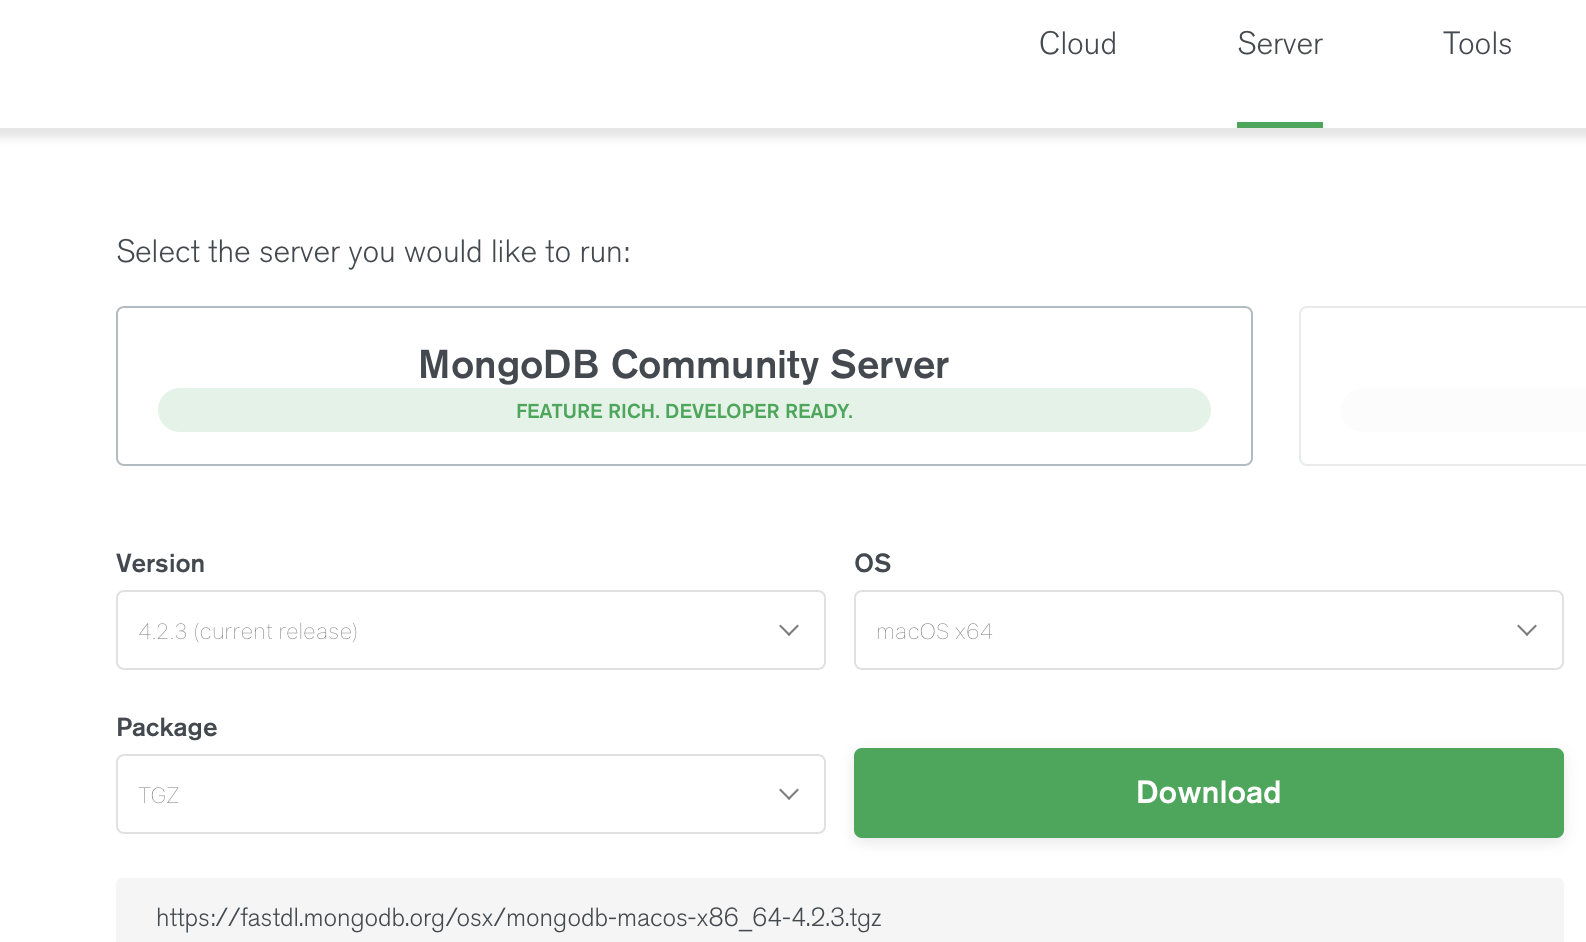 Cloud Server Tools
Select the server you would like to run:
MongoDB Community Server
FEATURE RICH. DEVELOPER READY.
Version
4.2.3 (current release)
OS
macOS x64
Package
TGZ
Download
https://fastdl.mongodb.org/osx/mongodb-macos-x86_64-4.2.3.tgz